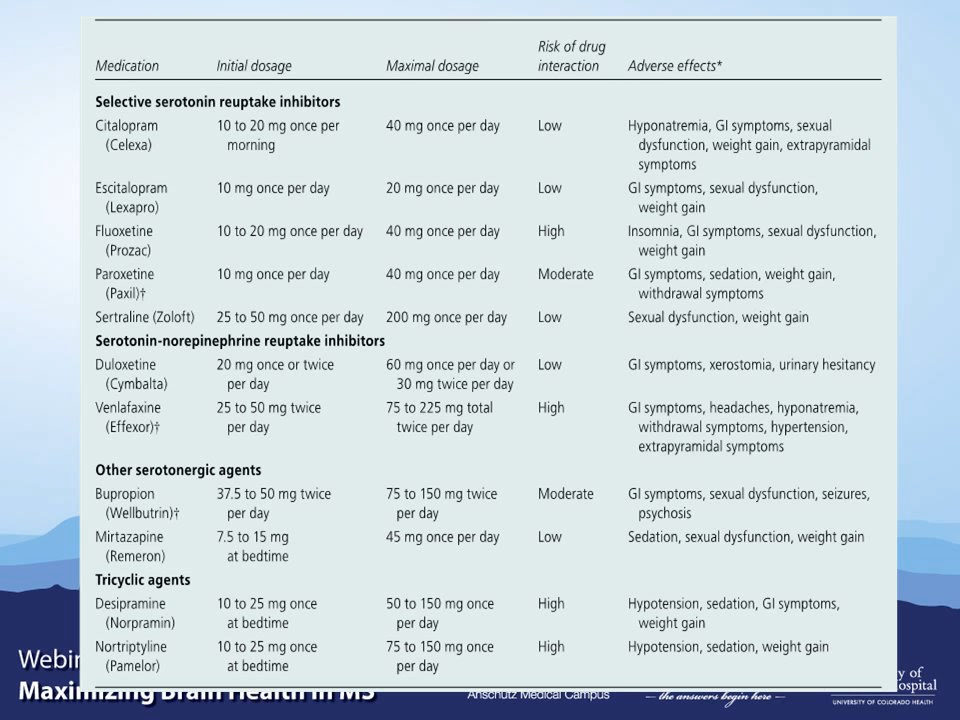 Medication Initial dosage Maximal dosage Risk of drug interaction Adverse effects*
Selective serotonin reuptake inhibitors
Citalopram 10 to 20 mg once per 40 mg once per day Low Hyponatremia, GI symptoms, sexual
(Celexa) morning dysfunction, weight gain, extrapyramidal
symptoms
Escitalopram 10 mg once per day 20 mg once per day Low GI symptoms, sexual dysfunction,
(Lexapro) weight gain
Fluoxetine 10 to 20 mg once per day 40 mg once per day High Insomnia, GI symptoms, sexual dysfunction,
(Prozac) weight gain
Paroxetine 10 mg once per day 40 mg once per day Moderate GI symptoms, sedation, weight gain,
(Paxil)† withdrawal symptoms
Sertraline (Zoloft) 25 to 50 mg once per day 200 mg once per day Low Sexual dysfunction, weight gain
Serotonin-norepinephrine reuptake inhibitors
Duloxetine 20 mg once or twice 60 mg once per day or Low GI symptoms, xerostomia, urinary hesitancy
(Cymbalta) per day 30 mg twice per day
Venlafaxine 25 to 50 mg twice 75 to 225 mg total High GI symptoms, headaches, hyponatremia,
(Effexor)† per day twice per day withdrawal symptoms, hypertension,
extrapyramidal symptoms
Other serotonergic agents
Bupropion 37.5 to 50 mg twice 75 to 150 mg twice Moderate GI symptoms, sexual dysfunction, seizures,
(Wellbutrin)† per day per day psychosis
Mirtazapine 7.5 to 15 mg 45 mg once per day Low Sedation, sexual dysfunction, weight gain
(Remeron) at bedtime
Tricyclic agents
Desipramine 10 to 25 mg once 50 to 150 mg once High Hypotension, sedation, GI symptoms,
(Norpramin) at bedtime per day weight gain
Nortriptyline 10 to 25 mg once 75 to 150 mg once High Hypotension, sedation, weight gain
(Pamelor) at bedtime per day
Webin
Maximizing Brain Health in MS
Anschutz Medical Campus
the answers begin here
y of
ospital
UNIVERSITY OF COLORADO HEALTH